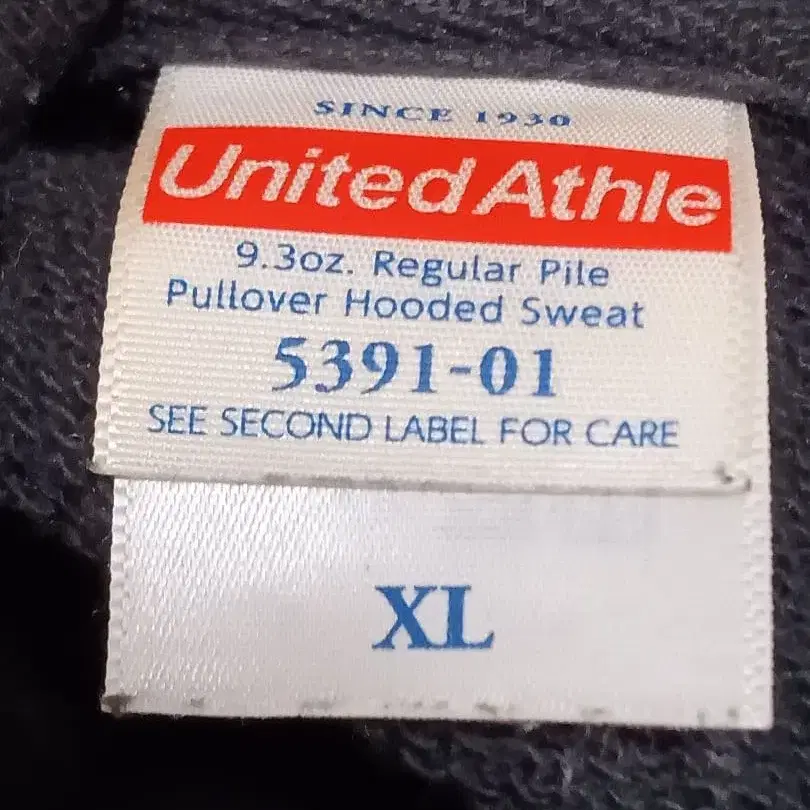 SINCE 1930
United Athle
9.3oz. Regular Pile
Pullover Hooded Sweat
5391-01
SEE SECOND LABEL FOR CARE
XL